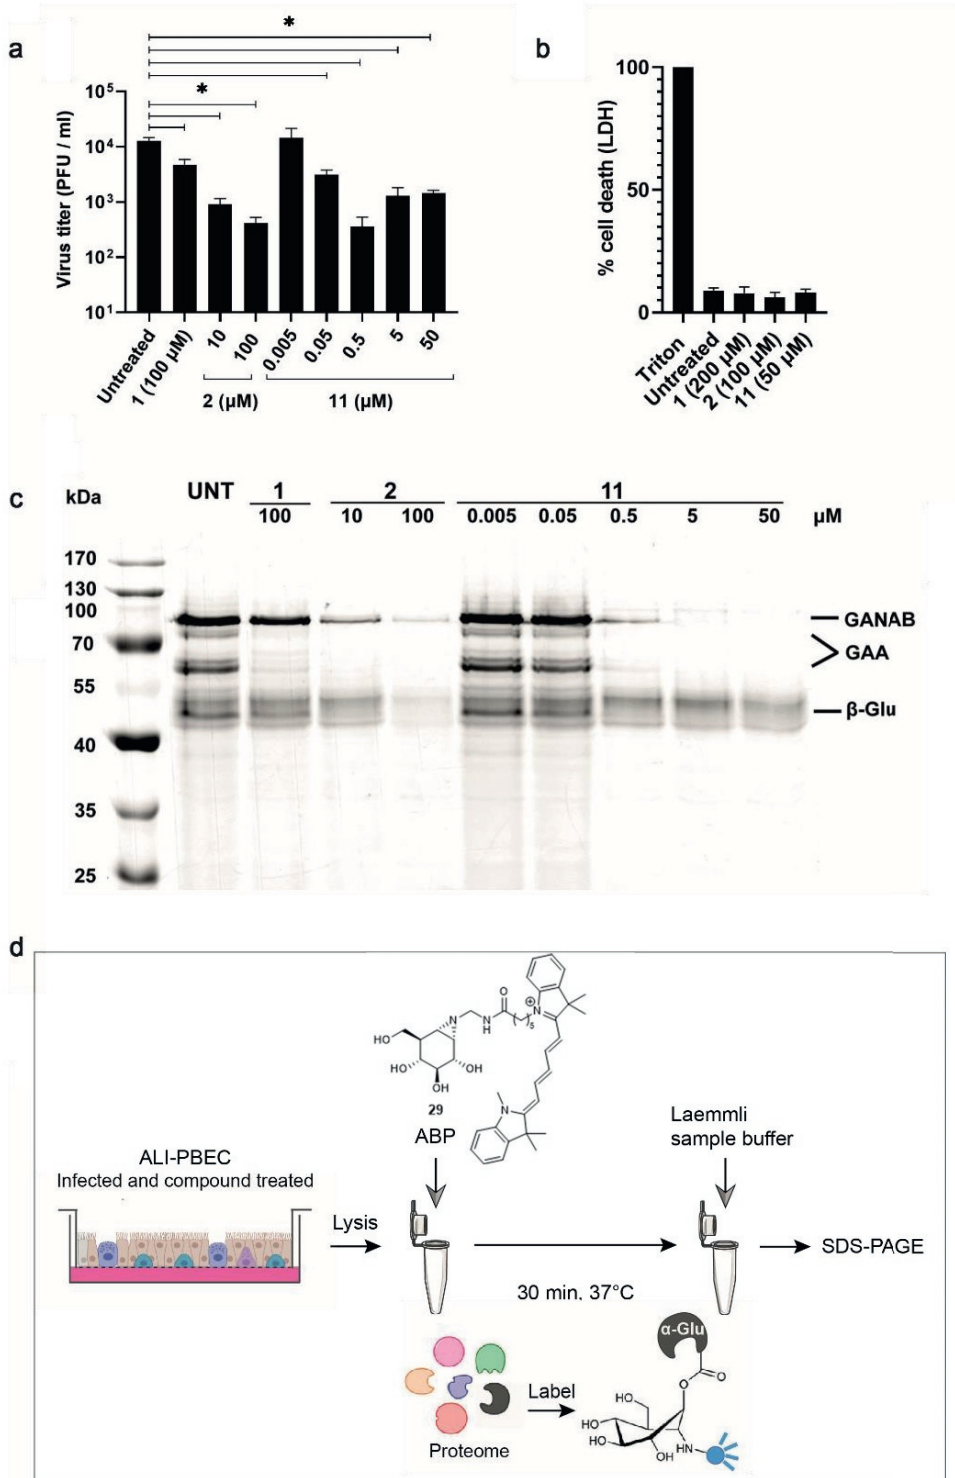 a
*
*
Virus titer (PFU / ml)
10⁵
10⁴
10³
10²
10¹
Untreated
1 (100 µM)
10
100
0.005
0.05
0.5
5
50
2 (µM)
11 (µM)
b
% cell death (LDH)
100
50
0
Triton
Untreated
1 (200 µM)
2 (100 µM)
11 (50 µM)
c
kDa
UNT
1
2
11
100
10
100
0.005
0.05
0.5
5
50
µM
170
130
100
70
55
40
35
25
GANAB
GAA
β-Glu
d
HO
HO
OH
OH
N
N
H
O
5
N
⊕
N
29
ABP
Laemmli
sample buffer
ALI-PBEC
Infected and compound treated
Lysis
SDS-PAGE
30 min, 37°C
α-Glu
O
O
Label
HO
HO
HO
OH
HN
Proteome